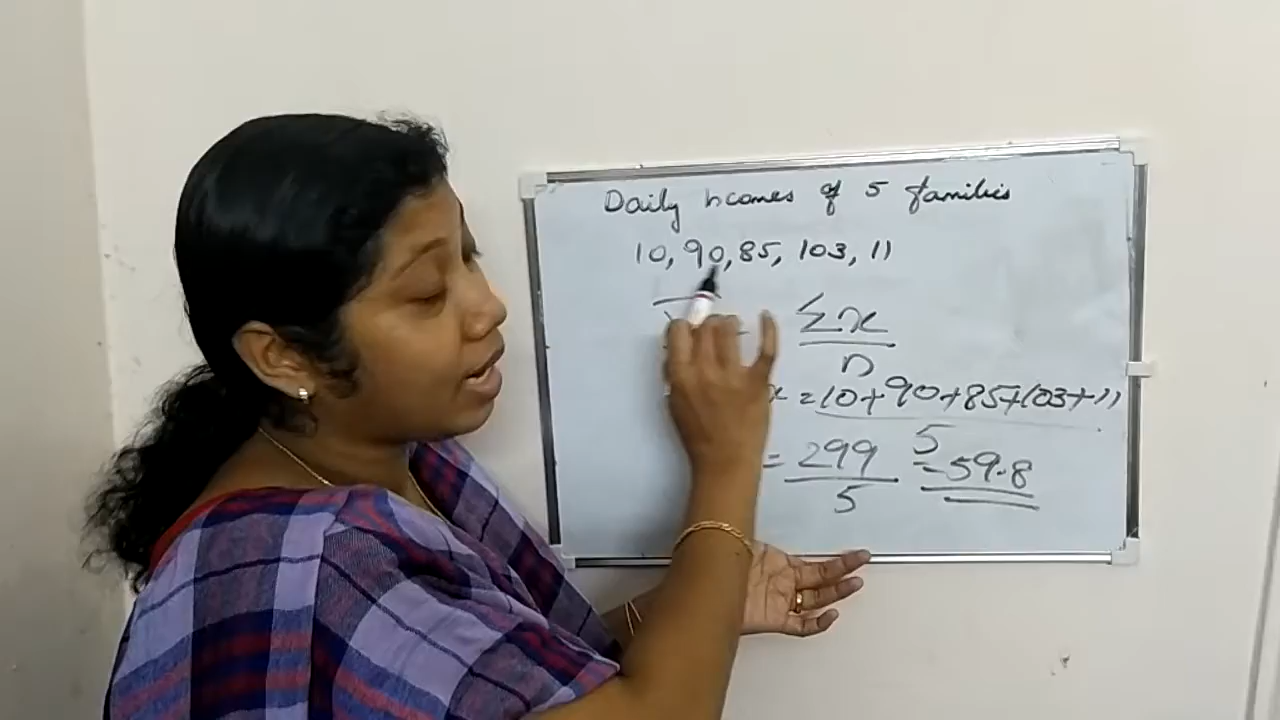 Daily ncomes of 5 families
10, 90, 85, 103, 11
Σx
n
= 10+90+85+103+11
5
= 299
5
= 59.8